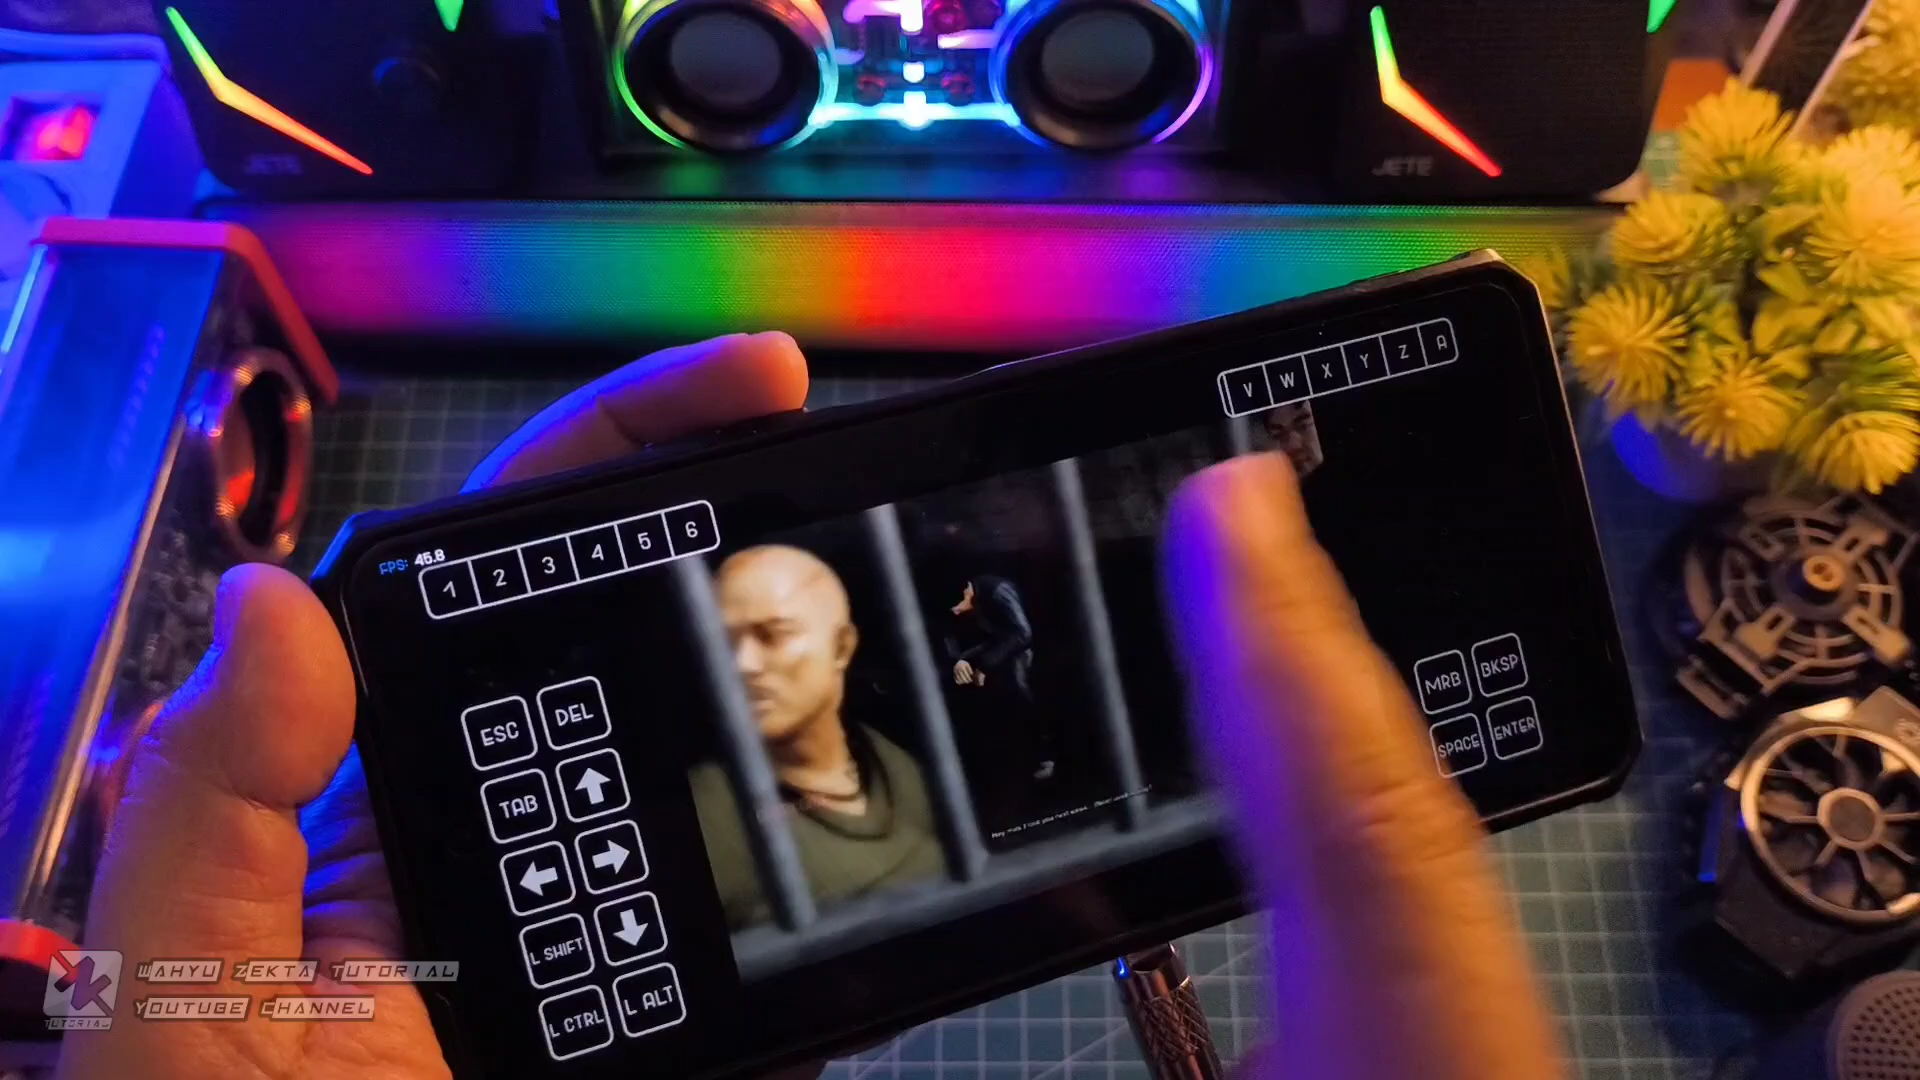 JETE
JETE
V W X Y Z A
FPS: 45.8
1 2 3 4 5 6
ESC DEL
TAB
L SHIFT
L CTRL L ALT
MRB BKSP
SPACE ENTER
WAHYU ZEKTA TUTORIAL
YOUTUBE CHANNEL
TUTORIAL